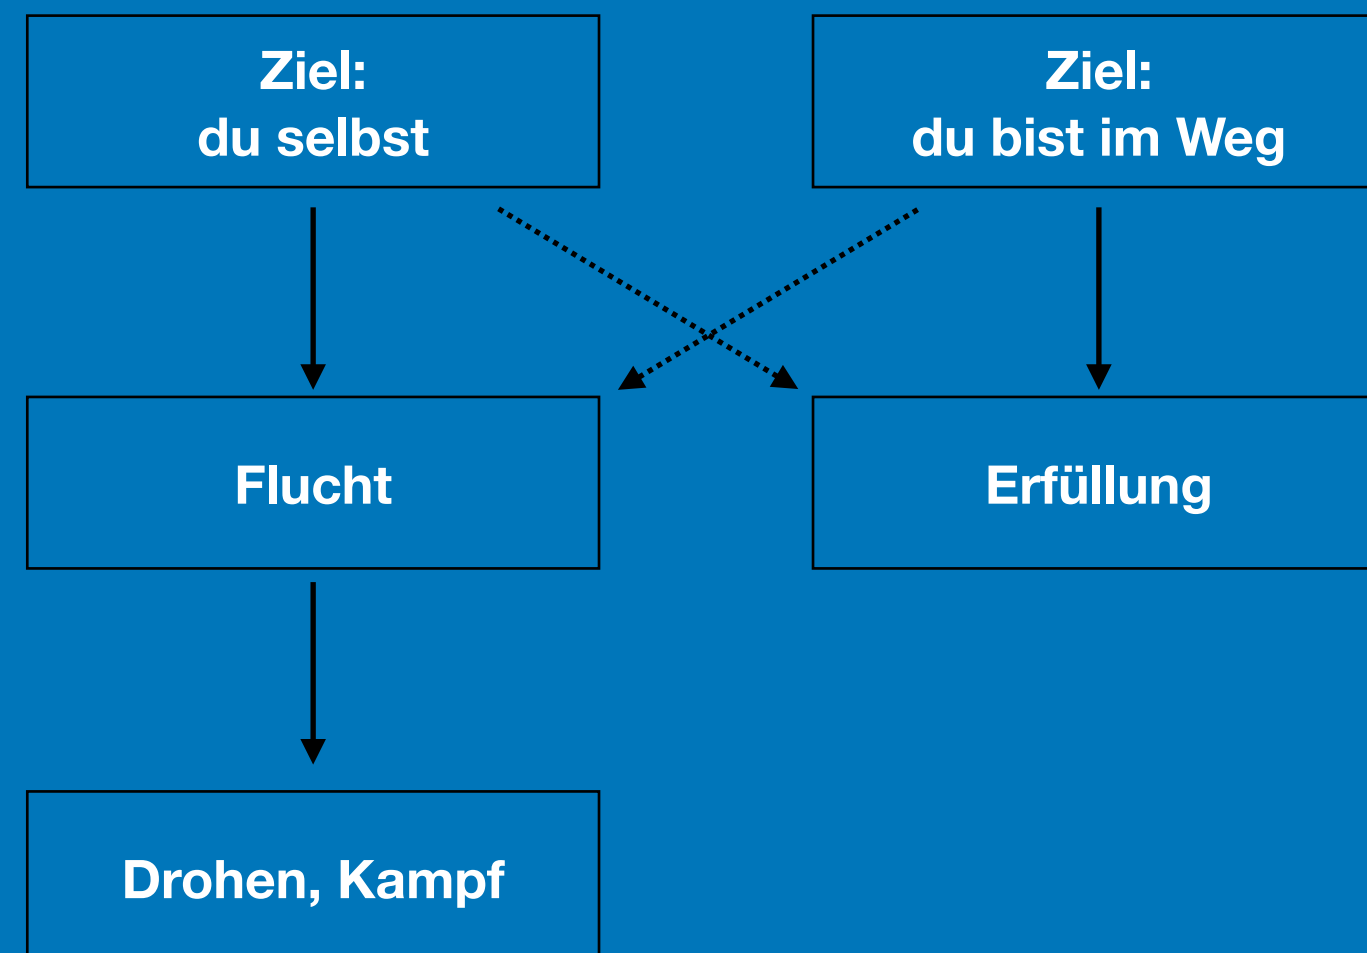 Ziel:
du selbst
Ziel:
du bist im Weg
Flucht
Erfüllung
Drohen, Kampf